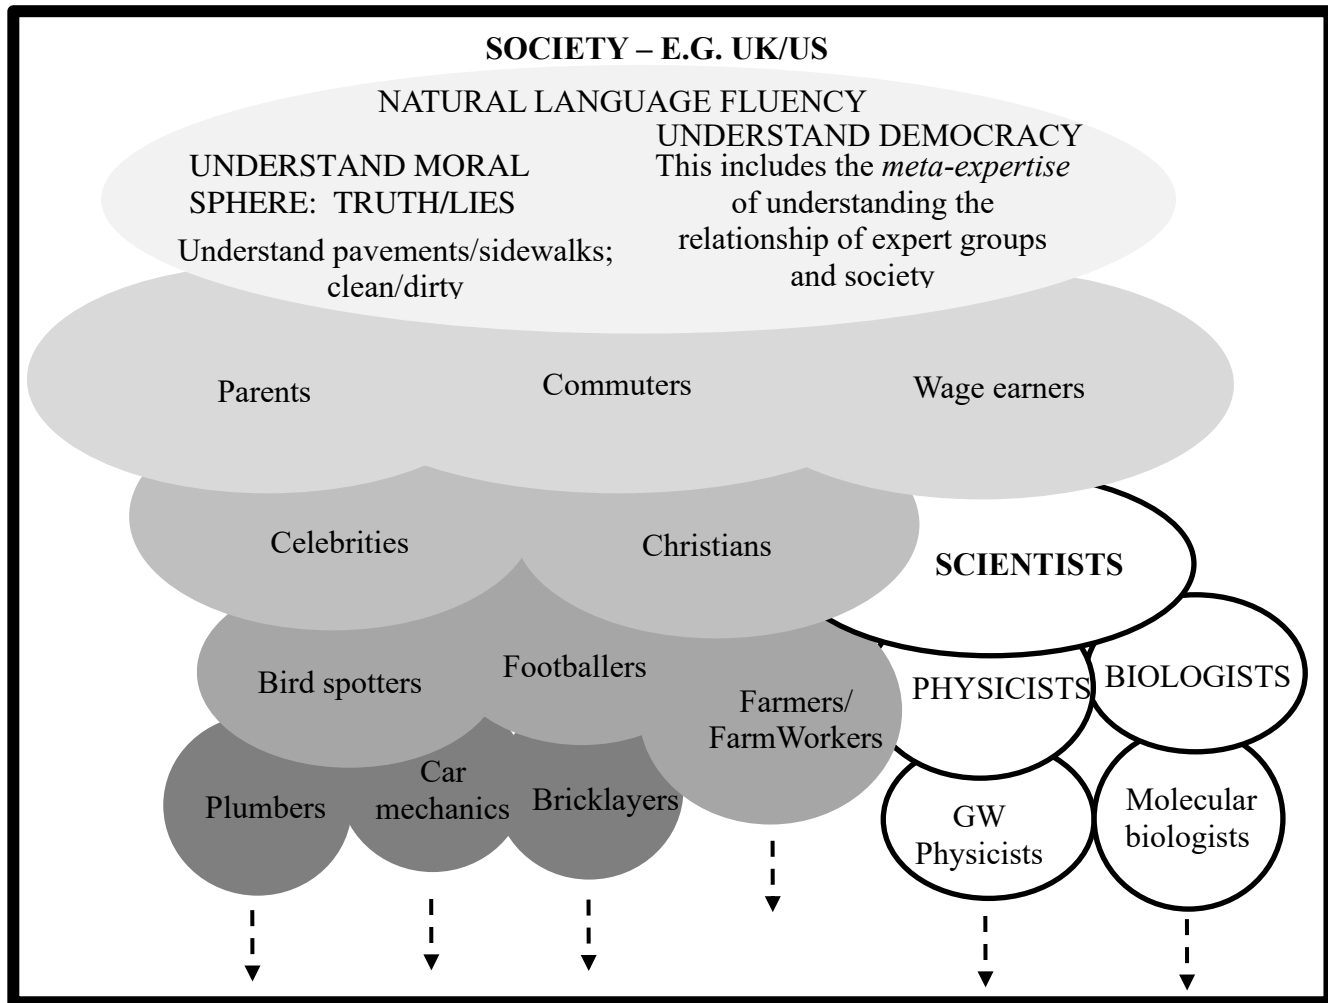 SOCIETY – E.G. UK/US
NATURAL LANGUAGE FLUENCY
UNDERSTAND MORAL
SPHERE: TRUTH/LIES
Understand pavements/sidewalks;
clean/dirty
UNDERSTAND DEMOCRACY
This includes the meta-expertise
of understanding the
relationship of expert groups
and society
Parents
Commuters
Wage earners
Celebrities
Christians
SCIENTISTS
Bird spotters
Footballers
Farmers/
FarmWorkers
PHYSICISTS
BIOLOGISTS
Plumbers
Car
mechanics
Bricklayers
GW
Physicists
Molecular
biologists